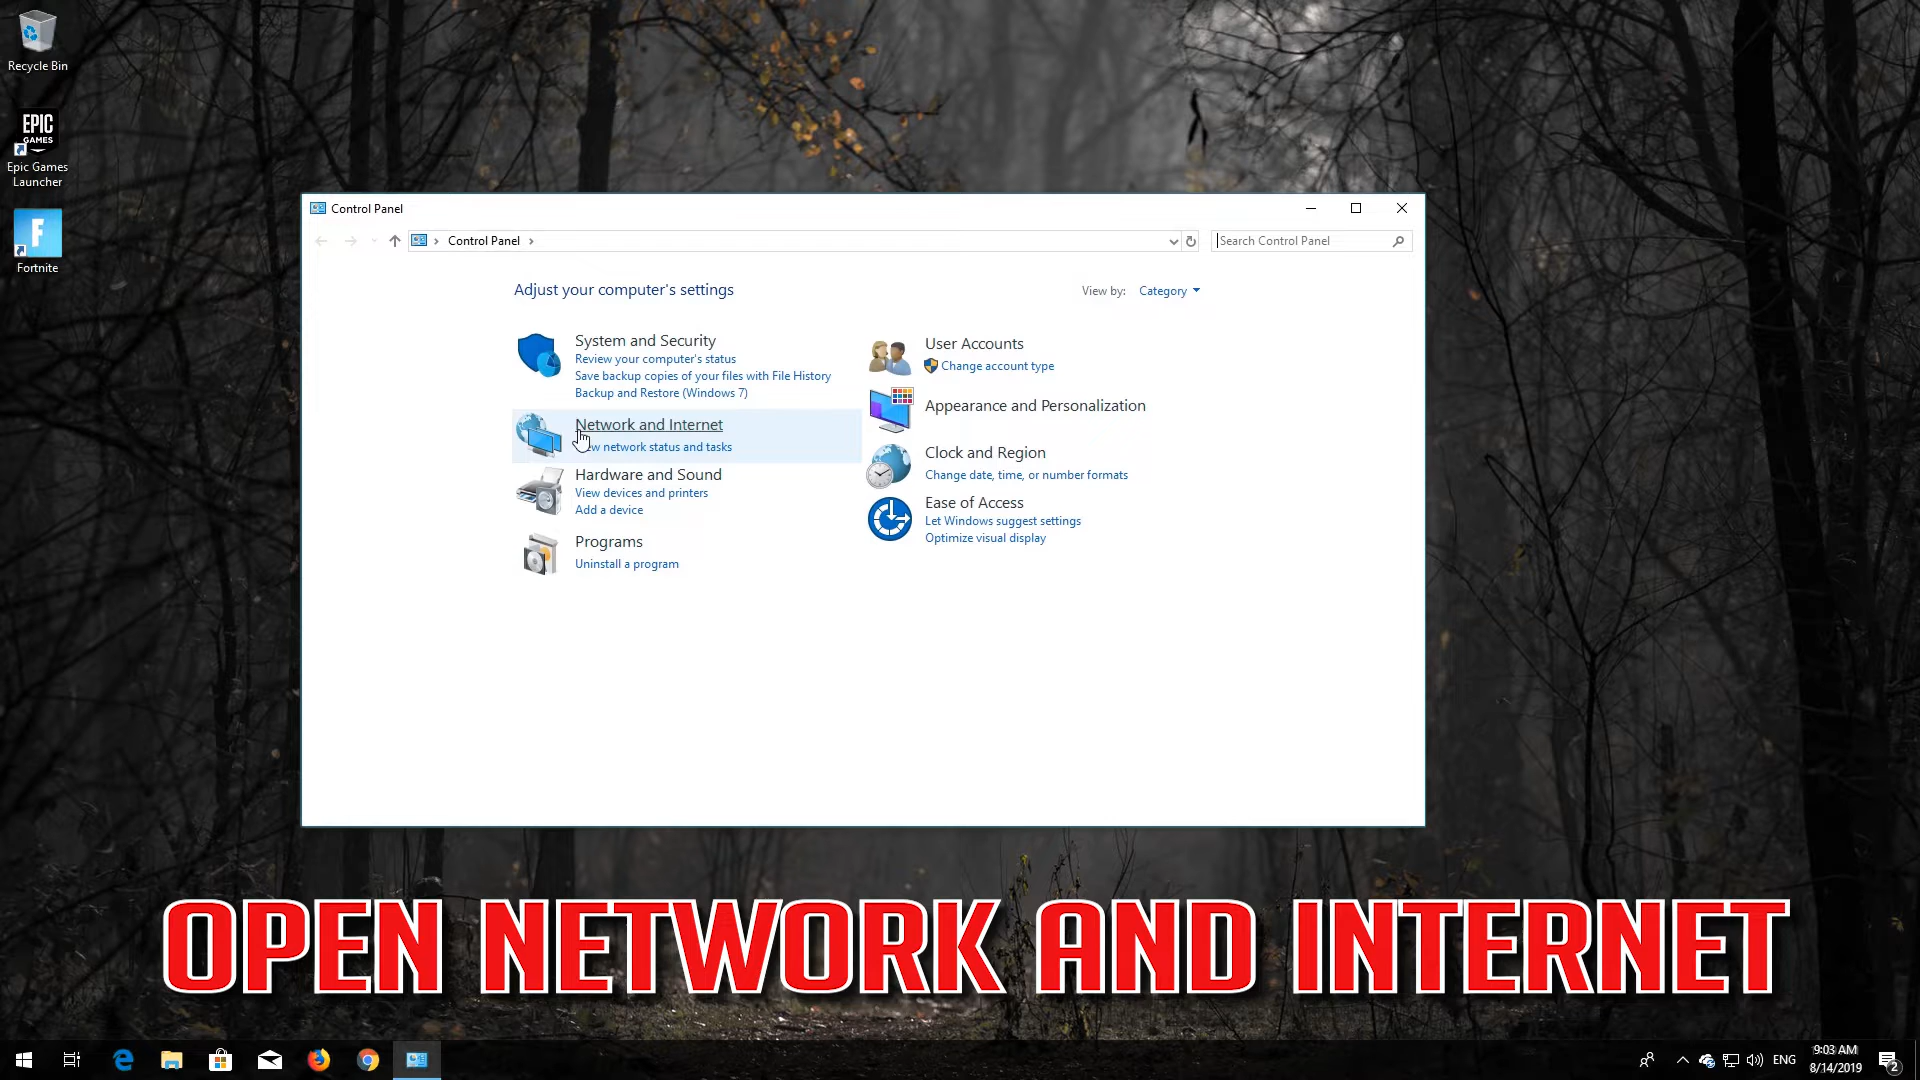 Recycle Bin
EPIC
GAMES
Epic Games
Launcher
F
Fortnite
Control Panel
Control Panel
Search Control Panel
Adjust your computer's settings
View by: Category
System and Security
Review your computer's status
Save backup copies of your files with File History
Backup and Restore (Windows 7)
Network and Internet
w network status and tasks
Hardware and Sound
View devices and printers
Add a device
Programs
Uninstall a program
User Accounts
Change account type
Appearance and Personalization
Clock and Region
Change date, time, or number formats
Ease of Access
Let Windows suggest settings
Optimize visual display
OPEN NETWORK AND INTERNET
ENG
9:03 AM
8/14/2019
2